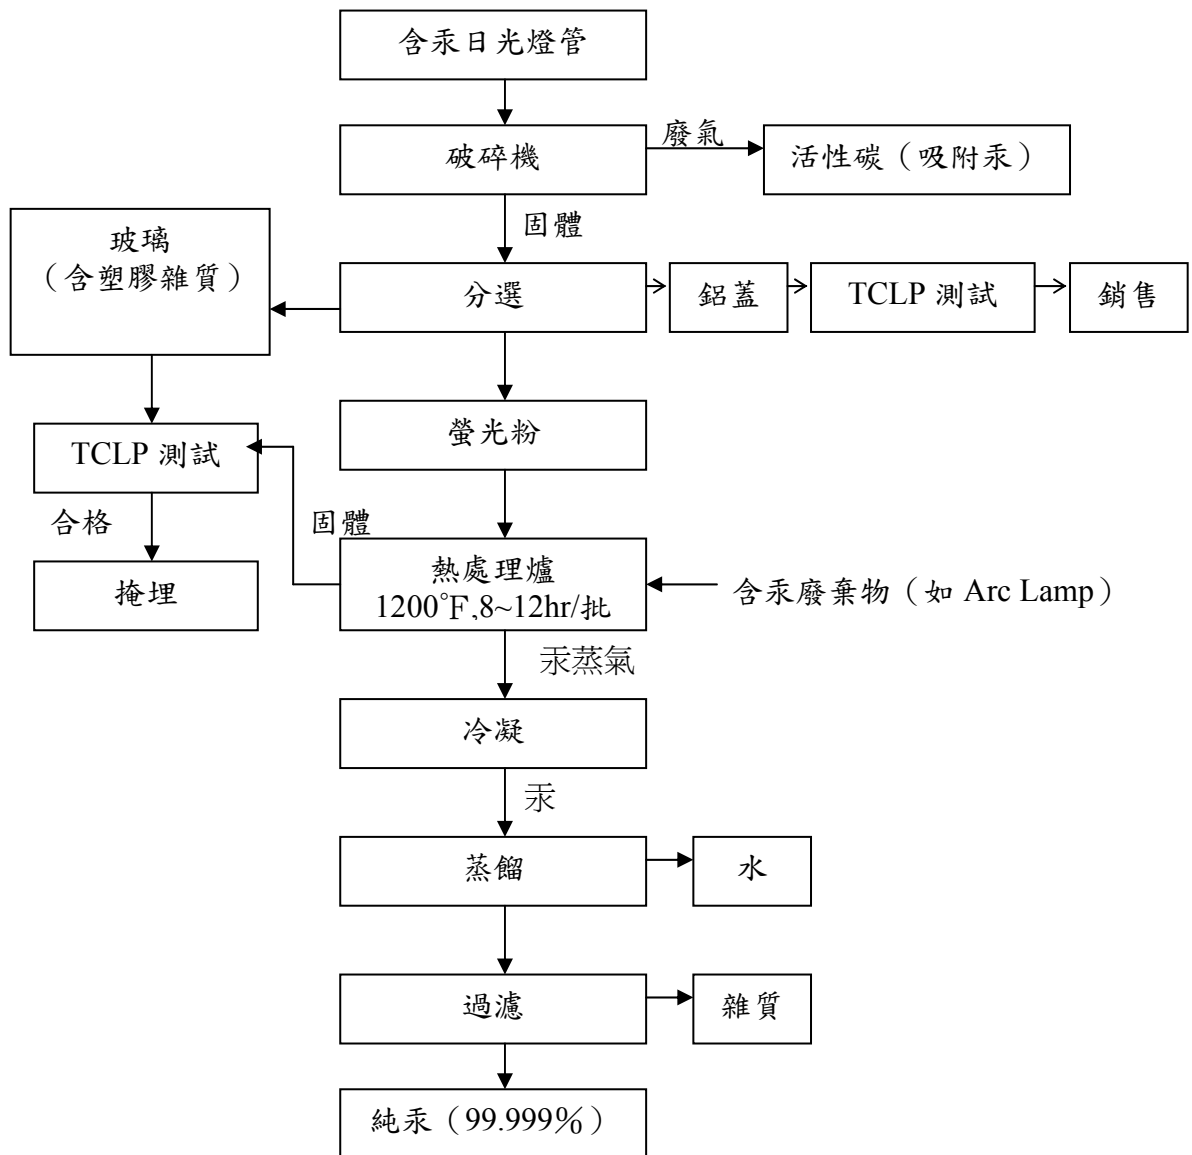 含汞日光燈管
破碎機
廢氣
活性碳（吸附汞）
固體
玻璃
（含塑膠雜質）
分選
鋁蓋
TCLP 測試
銷售
螢光粉
TCLP 測試
合格
固體
掩埋
熱處理爐
1200°F,8~12hr/批
含汞廢棄物（如 Arc Lamp）
汞蒸氣
冷凝
汞
蒸餾
水
過濾
雜質
純汞（99.999%）